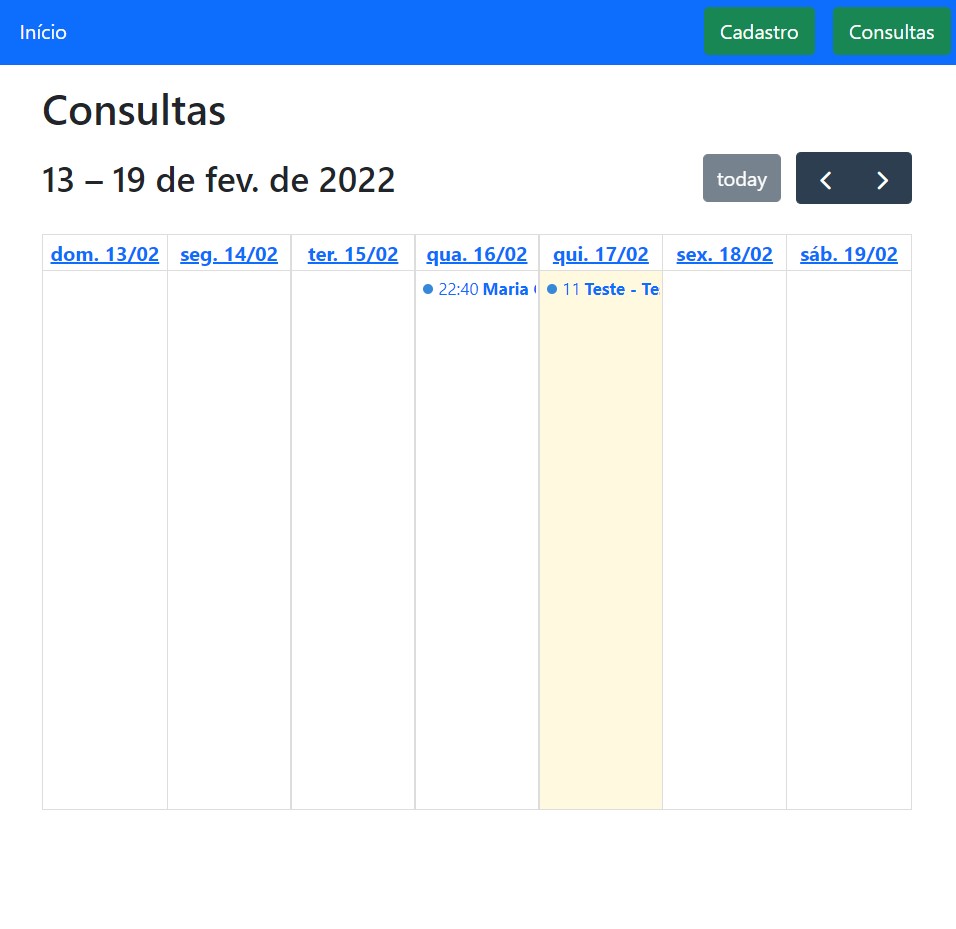 Início Cadastro Consultas
Consultas
13 – 19 de fev. de 2022 today
dom. 13/02 seg. 14/02 ter. 15/02 qua. 16/02 qui. 17/02 sex. 18/02 sáb. 19/02
22:40 Maria 11 Teste - Te